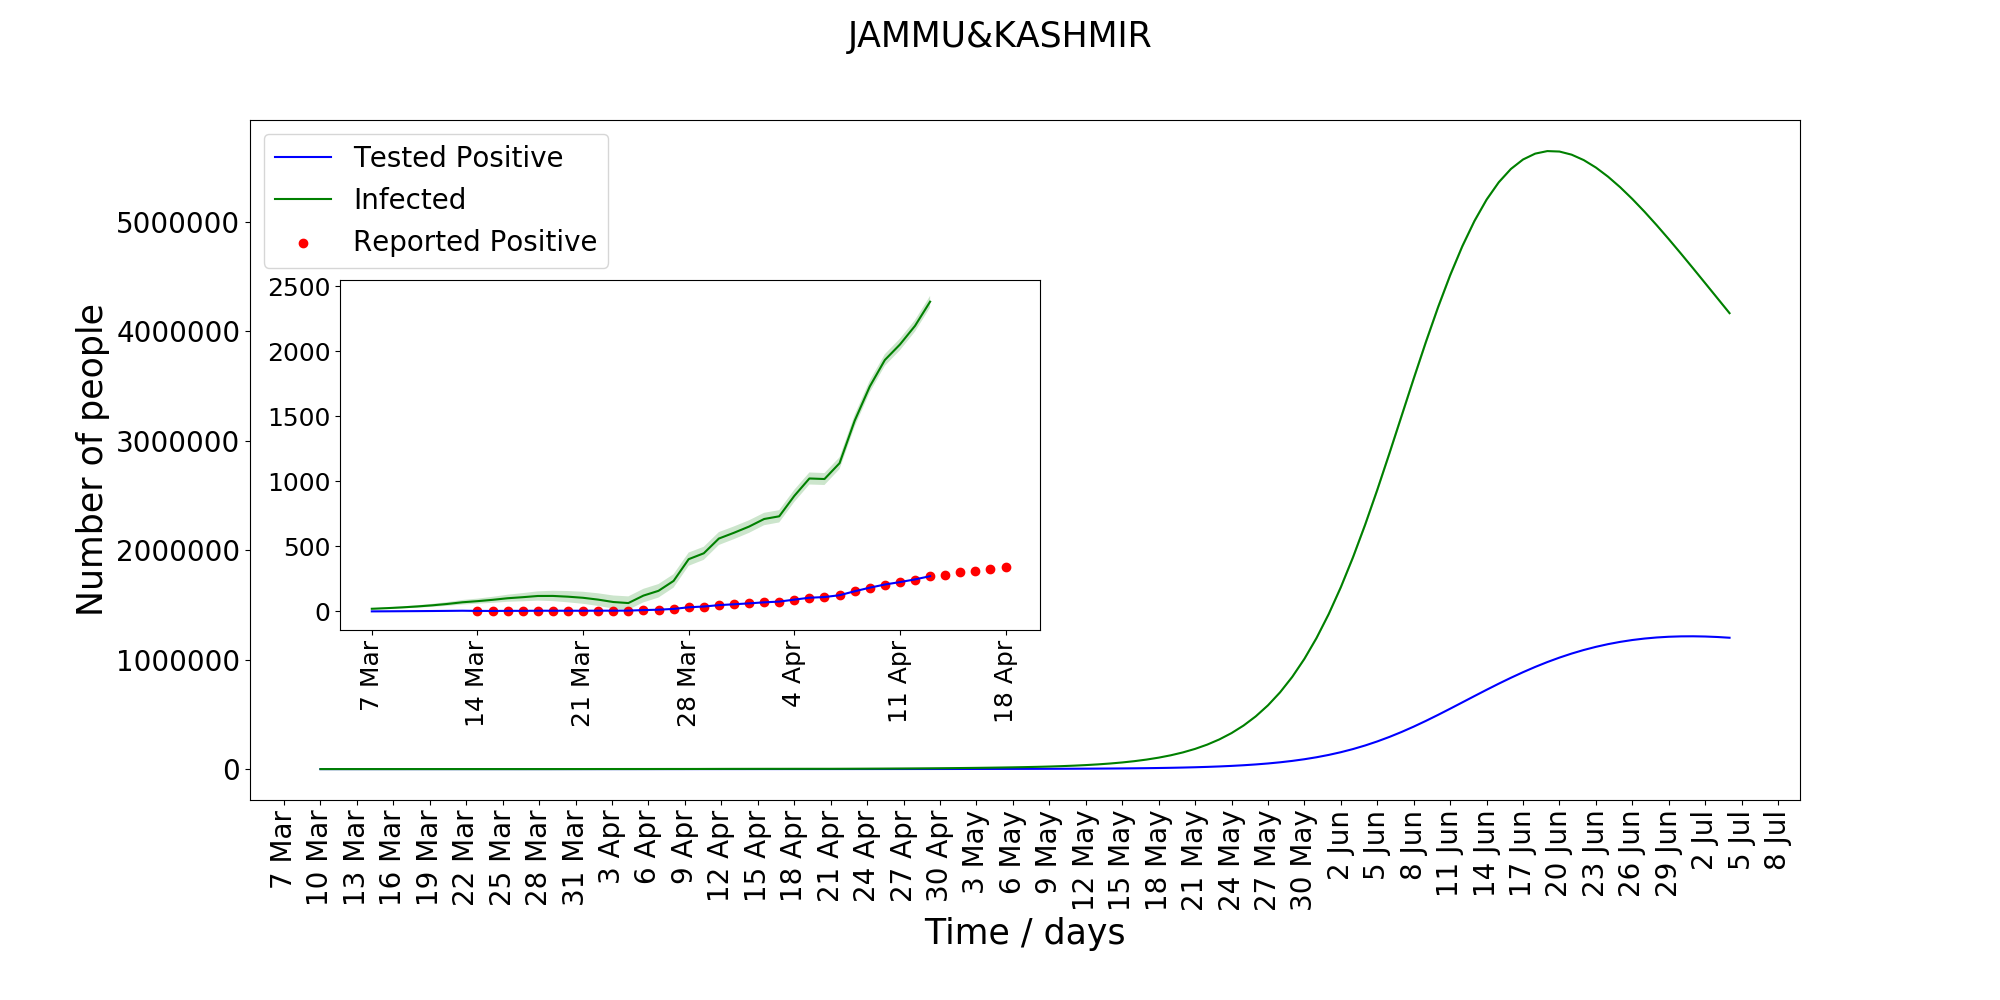 JAMMU&KASHMIR
Tested Positive
Infected
Reported Positive
Number of people
5000000
4000000
3000000
2000000
1000000
0
2500
2000
1500
1000
500
0
7 Mar
14 Mar
21 Mar
28 Mar
4 Apr
11 Apr
18 Apr
7 Mar
10 Mar
13 Mar
16 Mar
19 Mar
22 Mar
25 Mar
28 Mar
31 Mar
3 Apr
6 Apr
9 Apr
12 Apr
15 Apr
18 Apr
21 Apr
24 Apr
27 Apr
30 Apr
3 May
6 May
9 May
12 May
15 May
18 May
21 May
24 May
27 May
30 May
2 Jun
5 Jun
8 Jun
11 Jun
14 Jun
17 Jun
20 Jun
23 Jun
26 Jun
29 Jun
2 Jul
5 Jul
8 Jul
Time / days